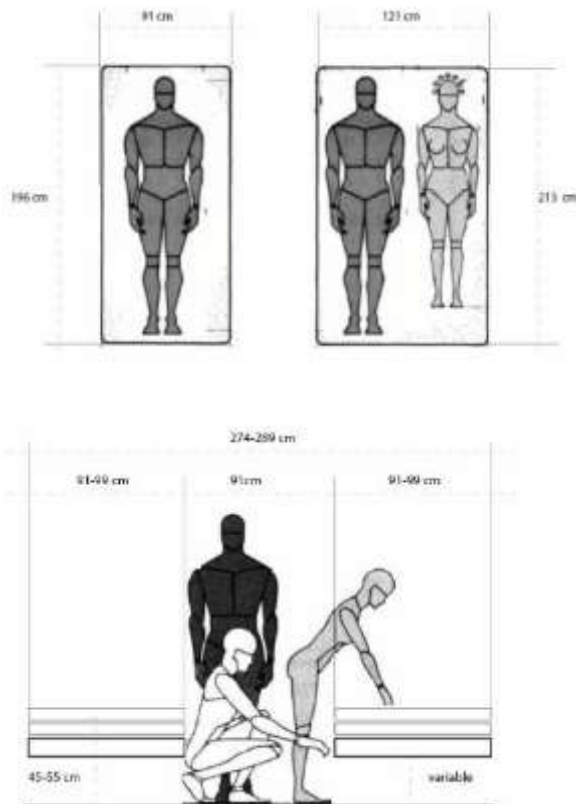 91 cm
121 cm
196 cm
213 cm
274-289 cm
91-99 cm
91cm
91-99 cm
45-55 cm
variable